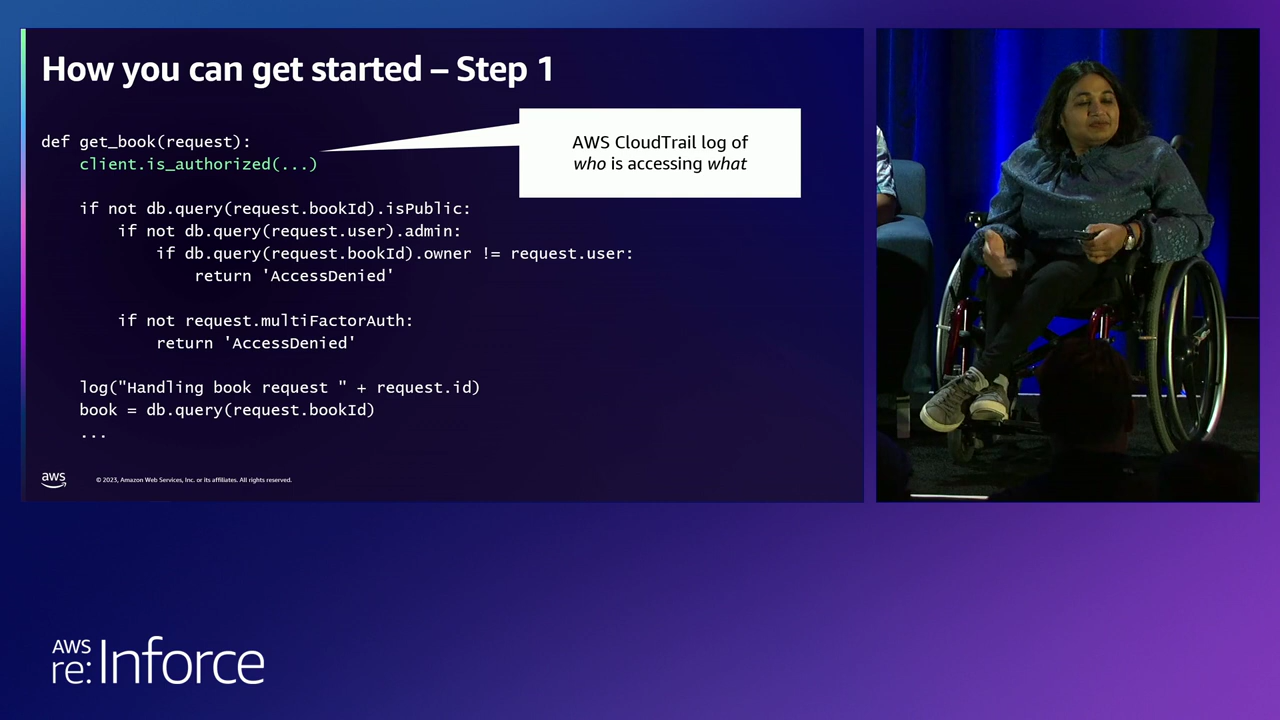 How you can get started – Step 1
def get_book(request):
client.is_authorized(...)
AWS CloudTrail log of
who is accessing what
if not db.query(request.bookId).isPublic:
if not db.query(request.user).admin:
if db.query(request.bookId).owner != request.user:
return 'AccessDenied'
if not request.multiFactorAuth:
return 'AccessDenied'
log("Handling book request " + request.id)
book = db.query(request.bookId)
...
aws
© 2023, Amazon Web Services, Inc. or its affiliates. All rights reserved.
AWS
re:Inforce